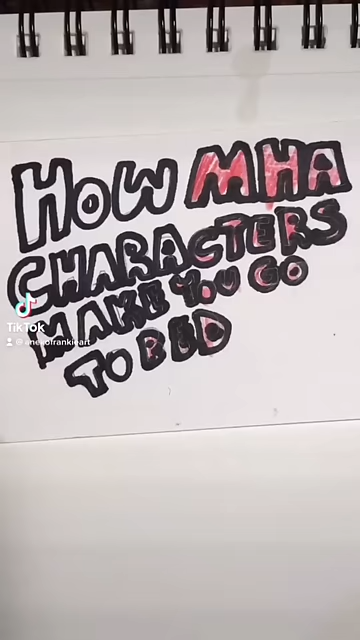 HOW MHA
CHARACTERS
MAKE YOU GO
TO BED
TikTok